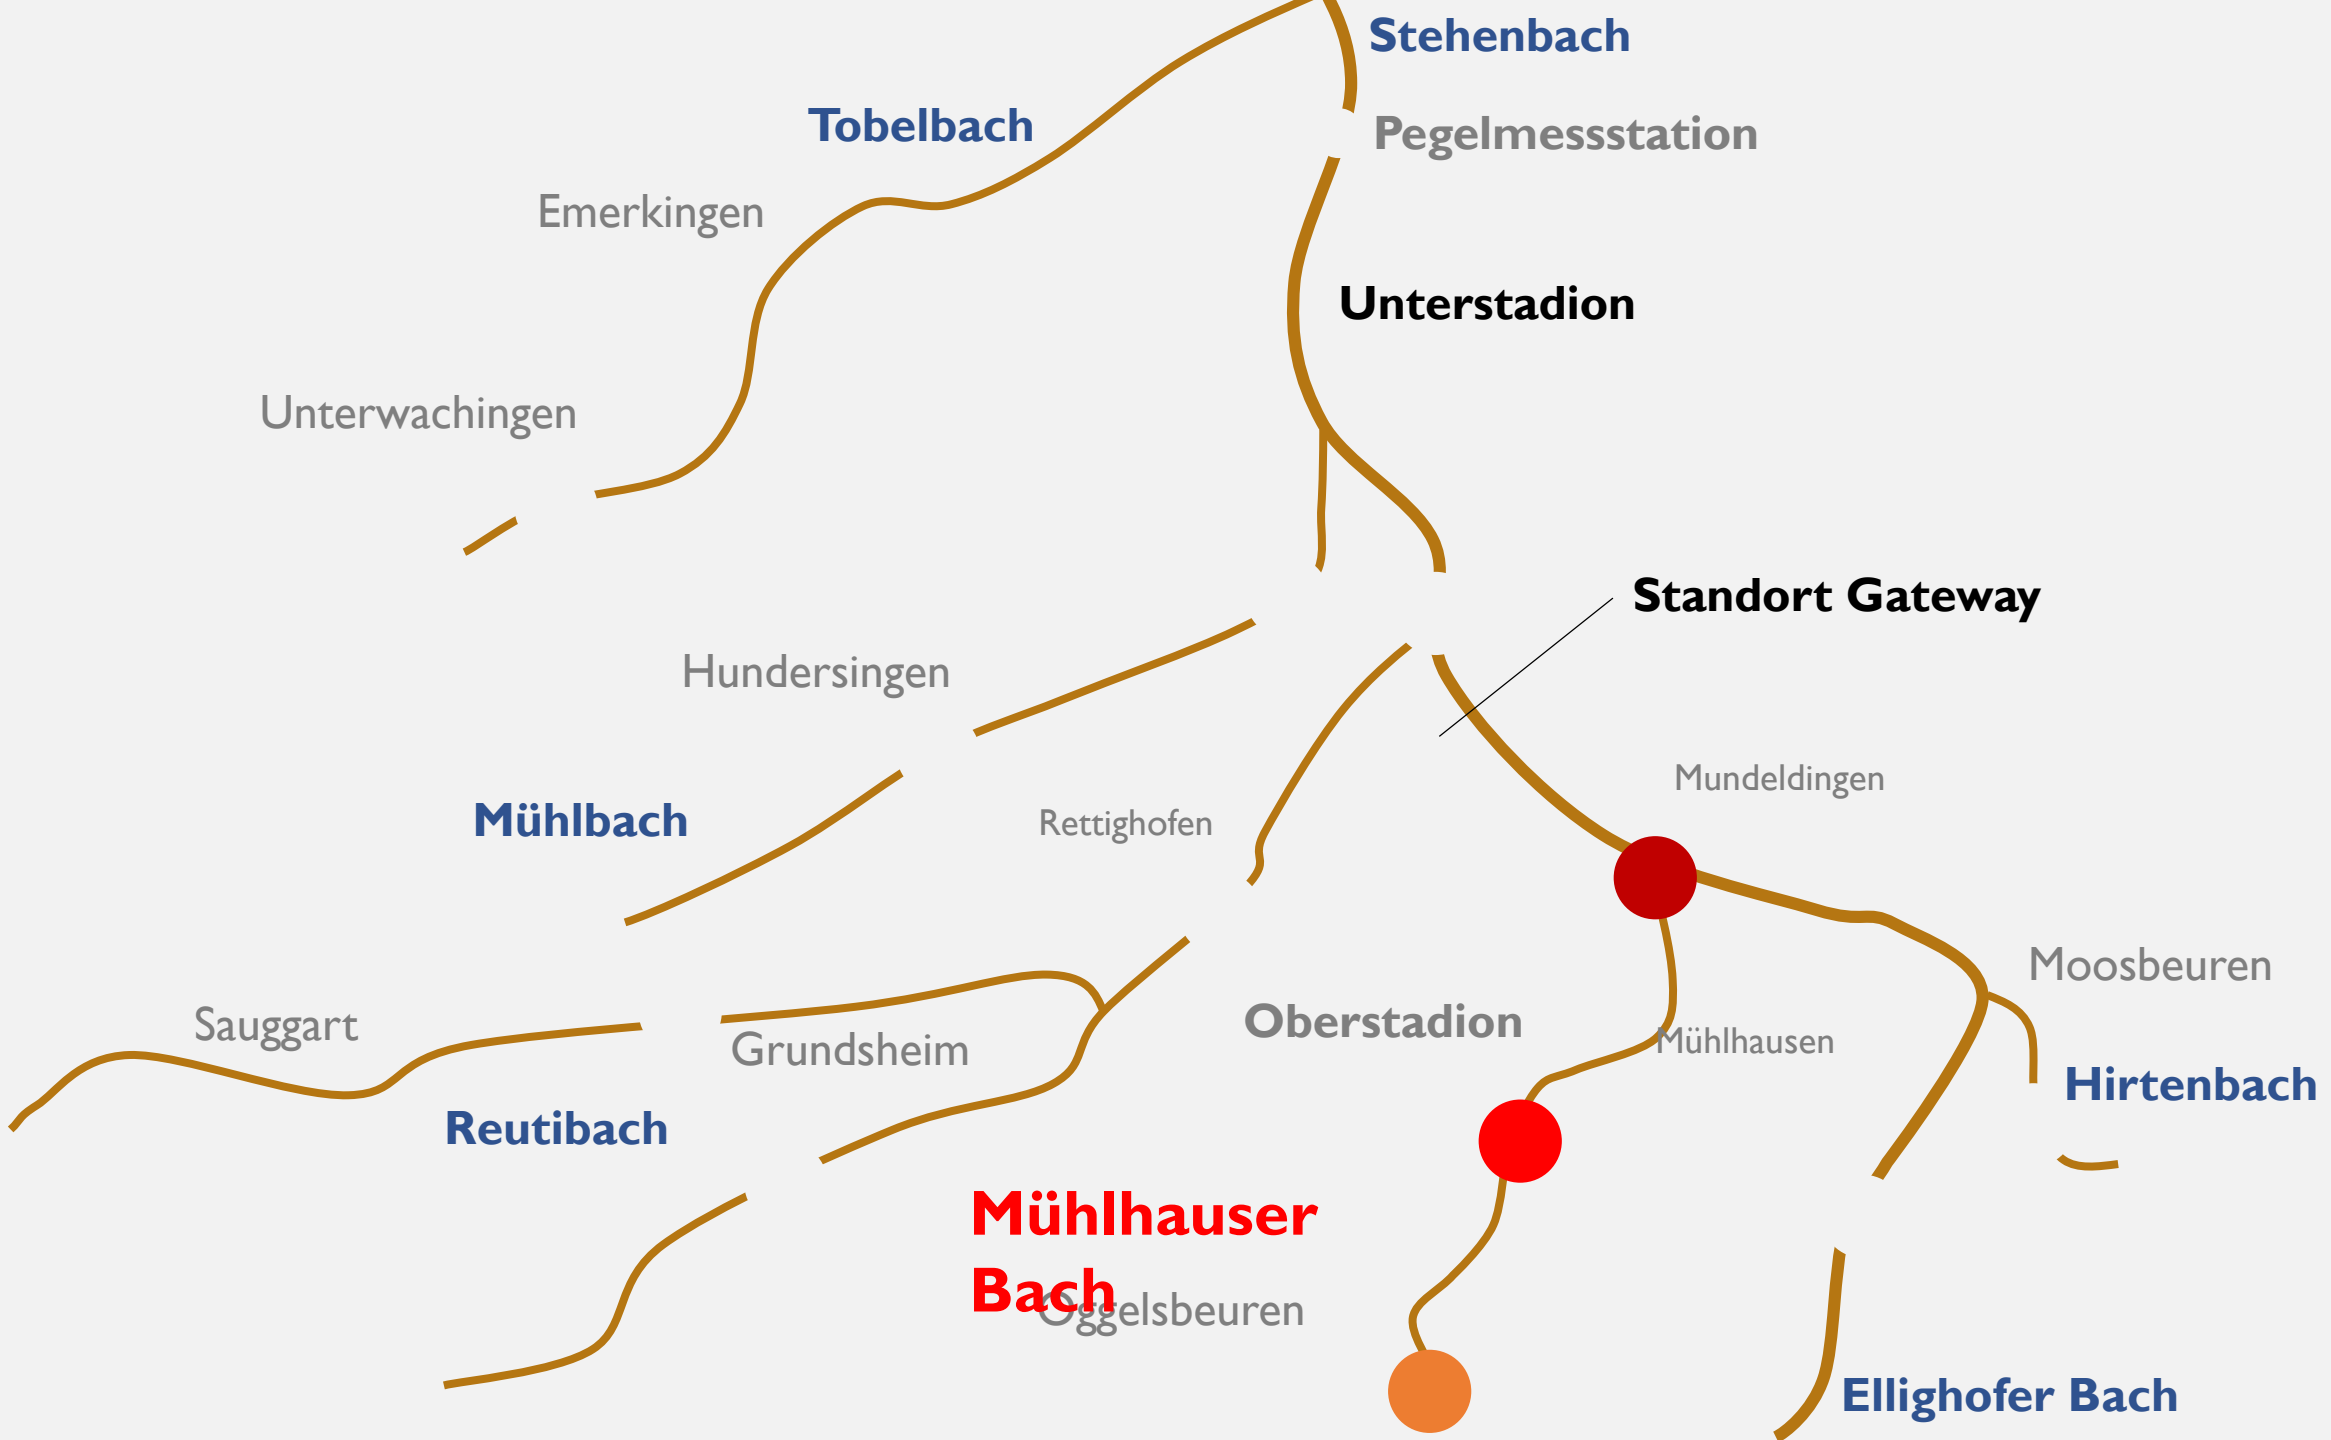 Stehenbach
Tobelbach
Pegelmessstation
Emerkingen
Unterstadion
Unterwachingen
Standort Gateway
Hundersingen
Mundeldingen
Mühlbach
Rettighofen
Moosbeuren
Sauggart
Oberstadion
Grundsheim
Mühlhausen
Hirtenbach
Reutibach
Mühlhauser
Bach
Oggelsbeuren
Ellighofer Bach